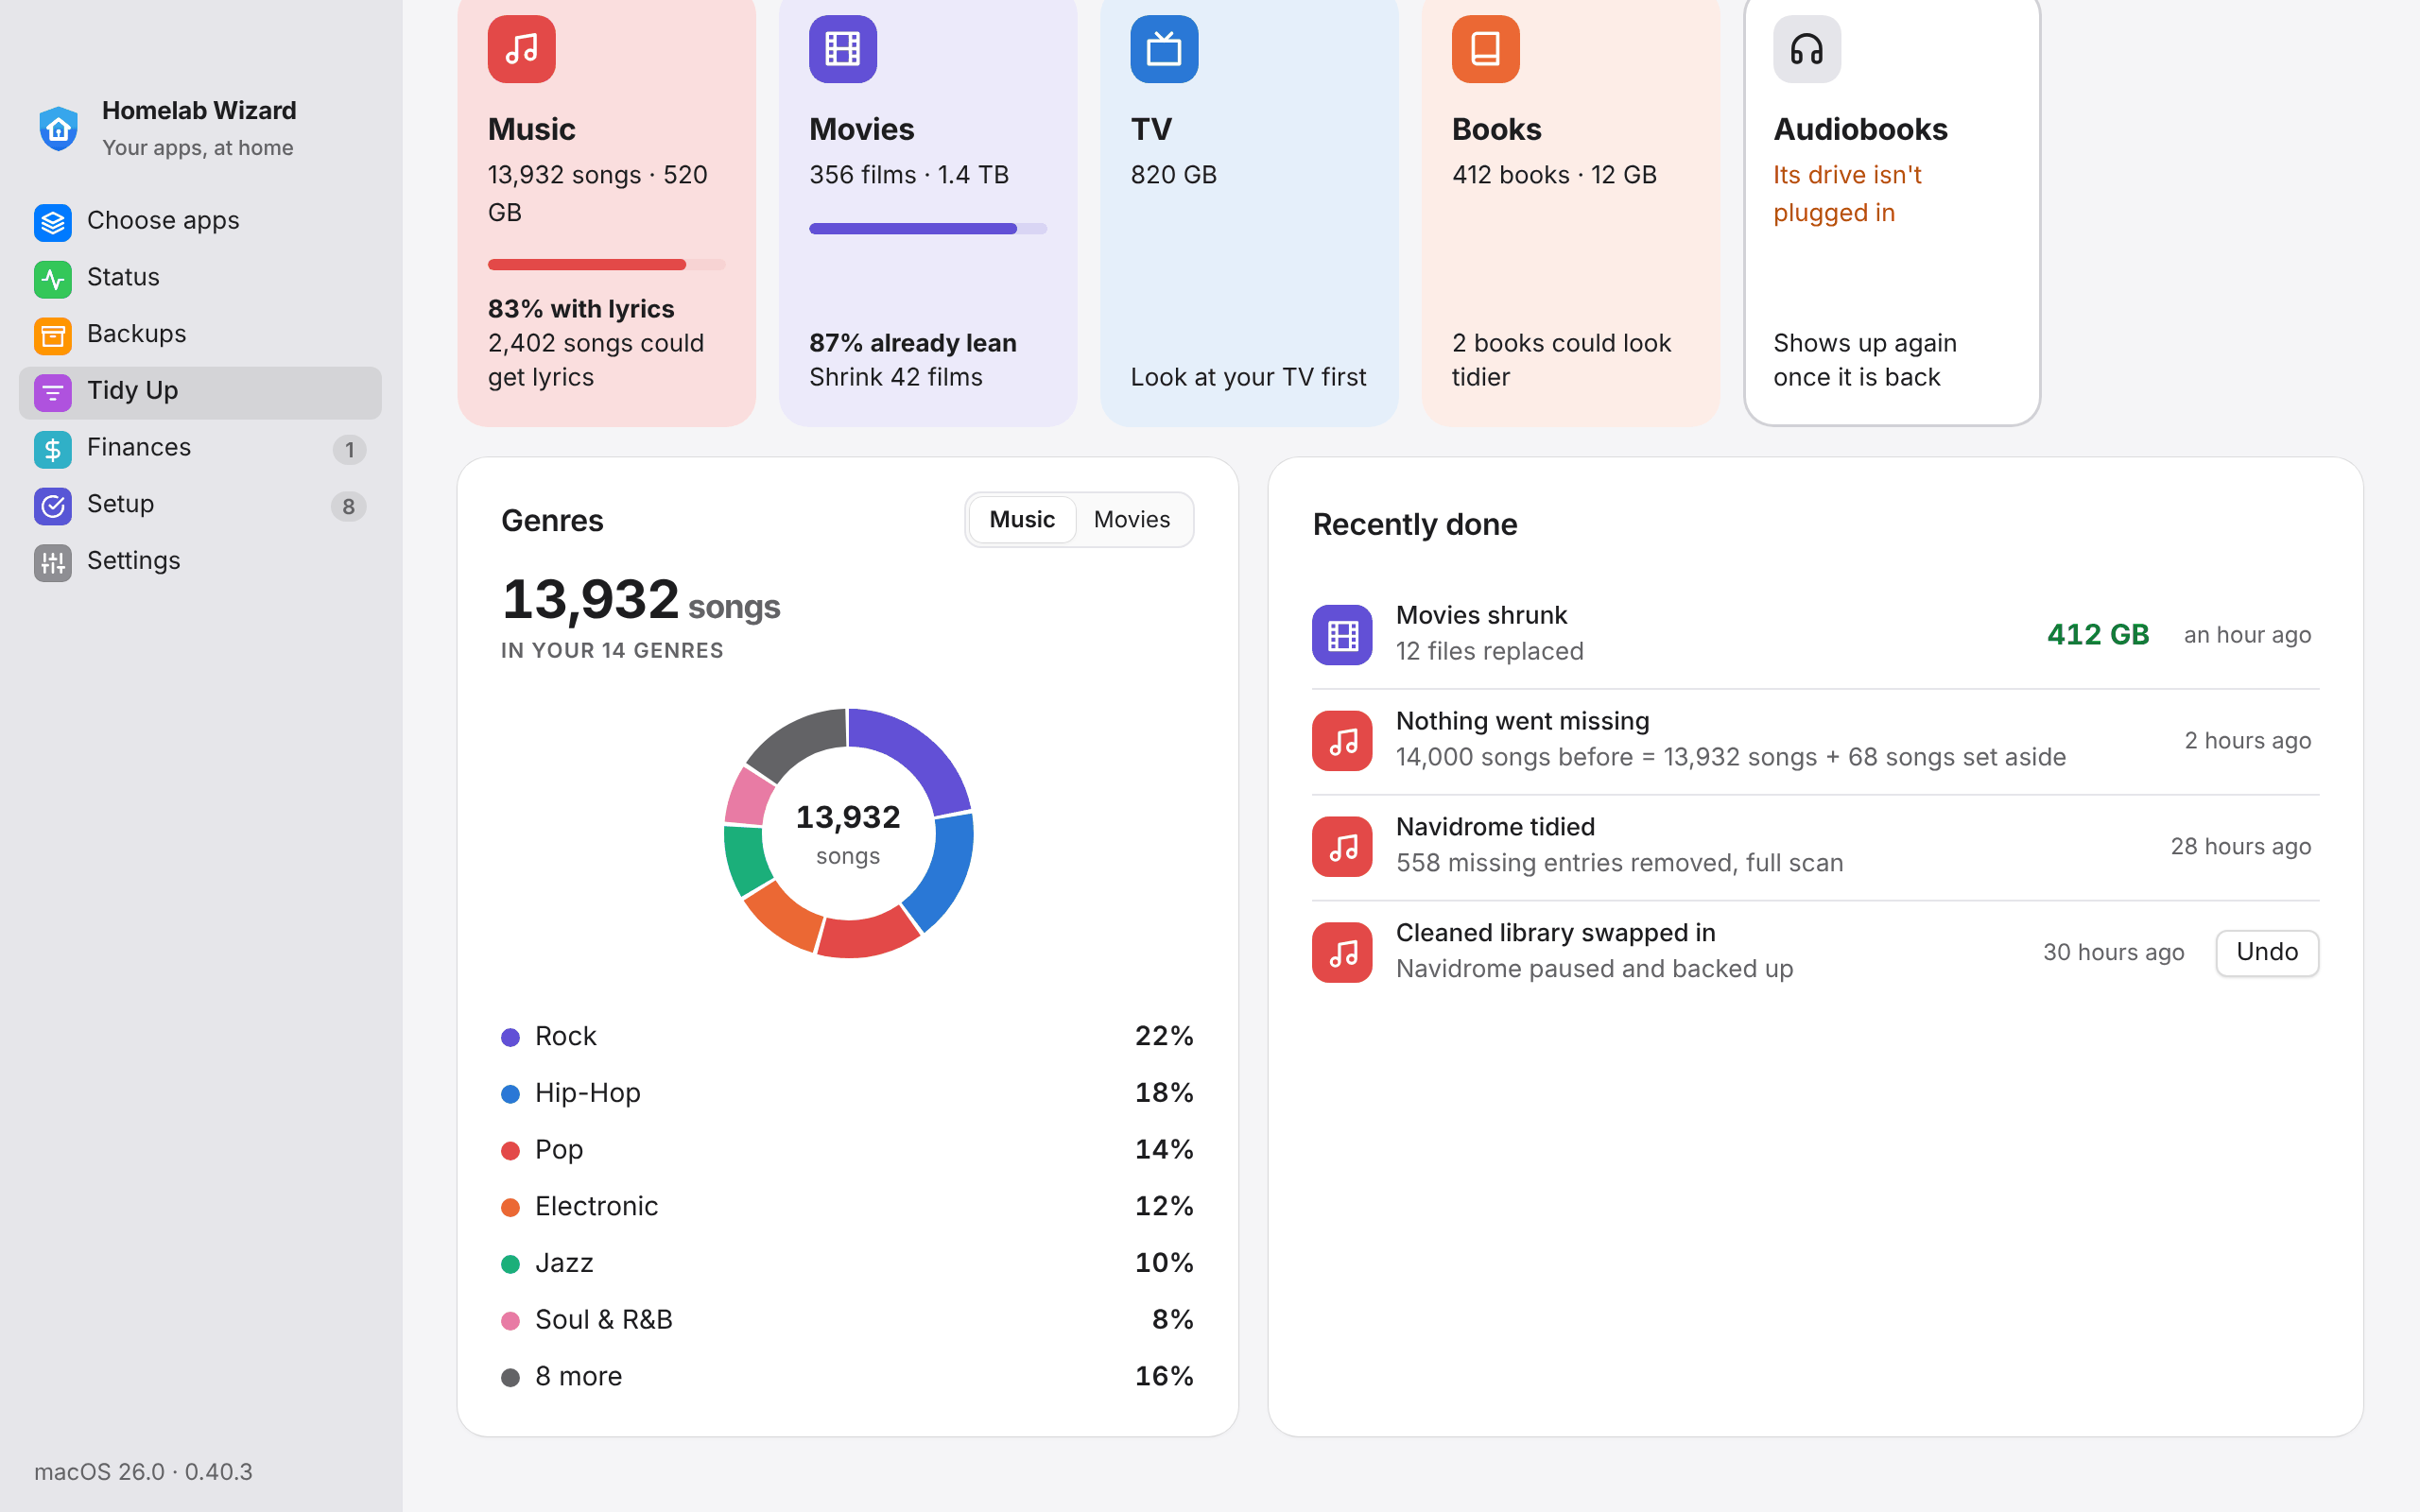 Homelab Wizard
Your apps, at home
Choose apps
Status
Backups
Tidy Up
Finances
1
Setup
8
Settings
macOS 26.0 · 0.40.3
Music
13,932 songs · 520
GB
83% with lyrics
2,402 songs could
get lyrics
Movies
356 films · 1.4 TB
87% already lean
Shrink 42 films
TV
820 GB
Look at your TV first
Books
412 books · 12 GB
2 books could look
tidier
Audiobooks
Its drive isn't
plugged in
Shows up again
once it is back
Genres
Music
Movies
13,932 songs
IN YOUR 14 GENRES
13,932
songs
Rock 22%
Hip-Hop 18%
Pop 14%
Electronic 12%
Jazz 10%
Soul & R&B 8%
8 more 16%
Recently done
Movies shrunk
12 files replaced
412 GB
an hour ago
Nothing went missing
14,000 songs before = 13,932 songs + 68 songs set aside
2 hours ago
Navidrome tidied
558 missing entries removed, full scan
28 hours ago
Cleaned library swapped in
Navidrome paused and backed up
30 hours ago
Undo